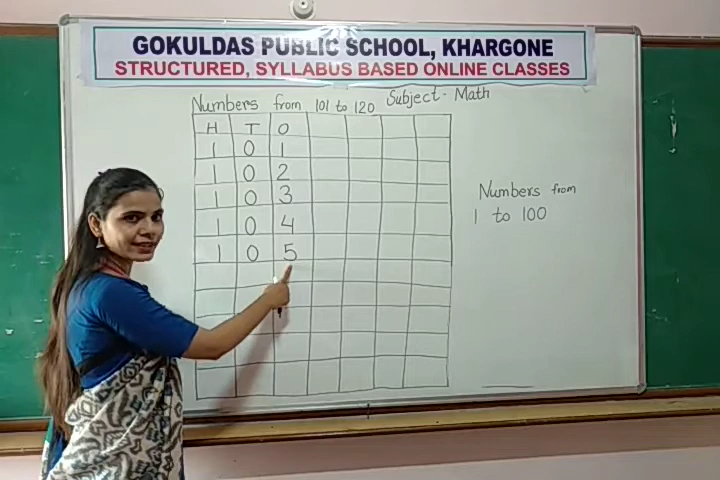 GOKULDAS PUBLIC SCHOOL, KHARGONE
STRUCTURED, SYLLABUS BASED ONLINE CLASSES
Numbers from 101 to 120 Subject - Math
H T O
1 0 1
1 0 2
1 0 3
1 0 4
1 0 5
Numbers from
1 to 100